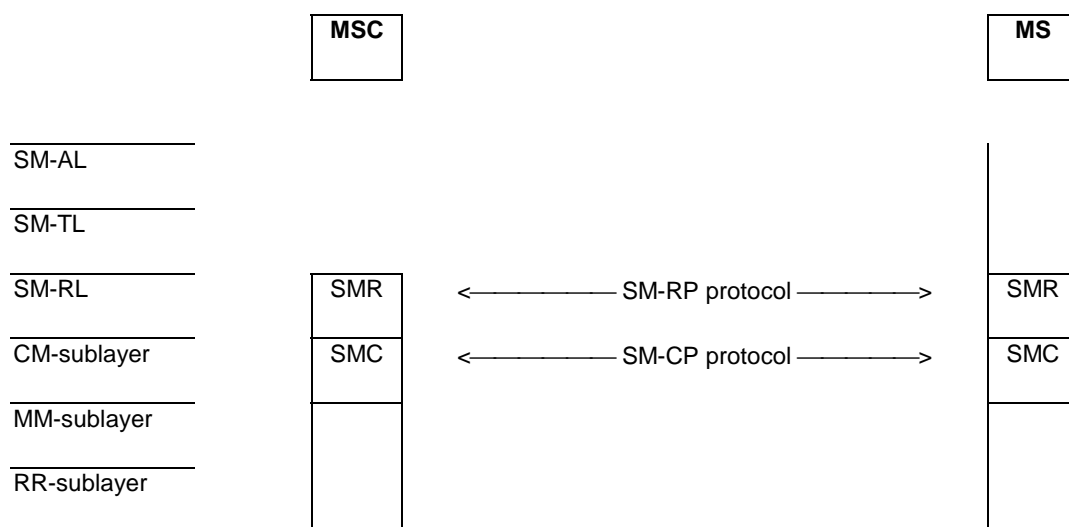 MSC MS
SM-AL
SM-TL
SM-RL SMR <————— SM-RP protocol —————> SMR
CM-sublayer SMC <————— SM-CP protocol —————> SMC
MM-sublayer
RR-sublayer